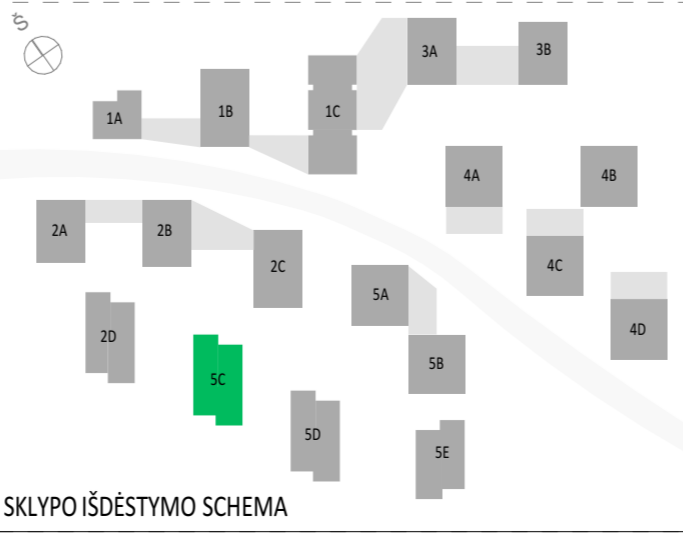 Š
3A
3B
1A
1B
1C
4A
4B
2A
2B
2C
4C
5A
4D
2D
5B
5C
5D
5E
SKLYPO IŠDĖSTYMO SCHEMA